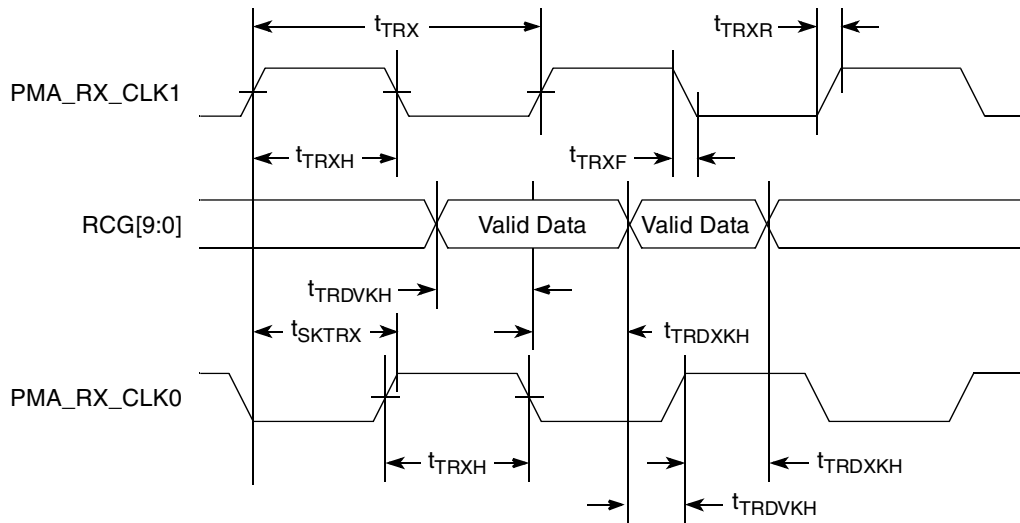 tTRX
tTRXR
PMA_RX_CLK1
tTRXH
tTRXF
RCG[9:0]
Valid Data
Valid Data
tTRDVKH
tSKTRX
tTRDXKH
PMA_RX_CLK0
tTRXH
tTRDXKH
tTRDVKH